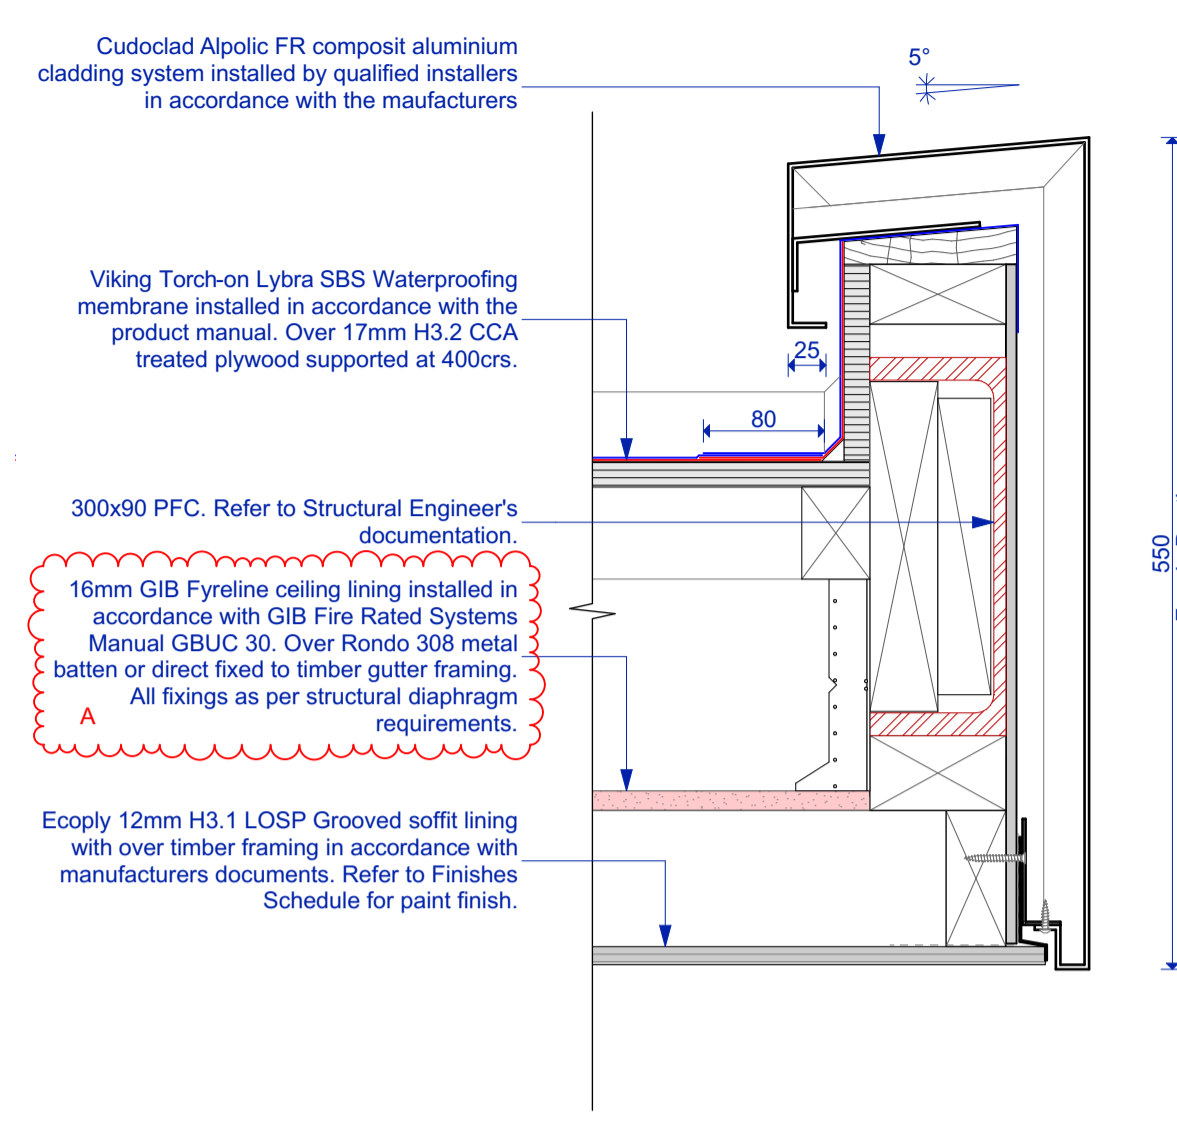 Cudoclad Alpolic FR composit aluminium
cladding system installed by qualified installers
in accordance with the maufacturers
5°
Viking Torch-on Lybra SBS Waterproofing
membrane installed in accordance with the
product manual. Over 17mm H3.2 CCA
treated plywood supported at 400crs.
25
80
300x90 PFC. Refer to Structural Engineer's
documentation.
550
16mm GIB Fyreline ceiling lining installed in
accordance with GIB Fire Rated Systems
Manual GBUC 30. Over Rondo 308 metal
batten or direct fixed to timber gutter framing.
All fixings as per structural diaphragm
requirements.
A
Ecoply 12mm H3.1 LOSP Grooved soffit lining
with over timber framing in accordance with
manufacturers documents. Refer to Finishes
Schedule for paint finish.